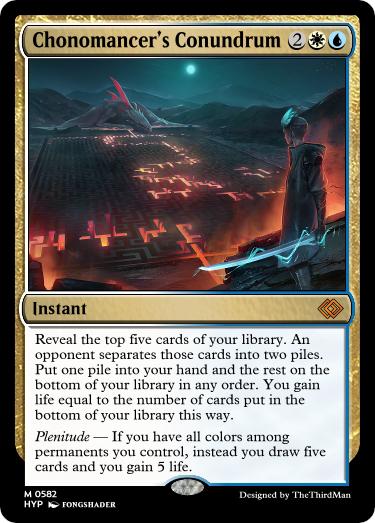 Chonomancer's Conundrum 2
Instant
Reveal the top five cards of your library. An
opponent separates those cards into two piles.
Put one pile into your hand and the rest on the
bottom of your library in any order. You gain
life equal to the number of cards put in the
bottom of your library this way.
Plenitude — If you have all colors among
permanents you control, instead you draw five
cards and you gain 5 life.
M 0582
HYP FONGSHADER
Designed by TheThirdMan